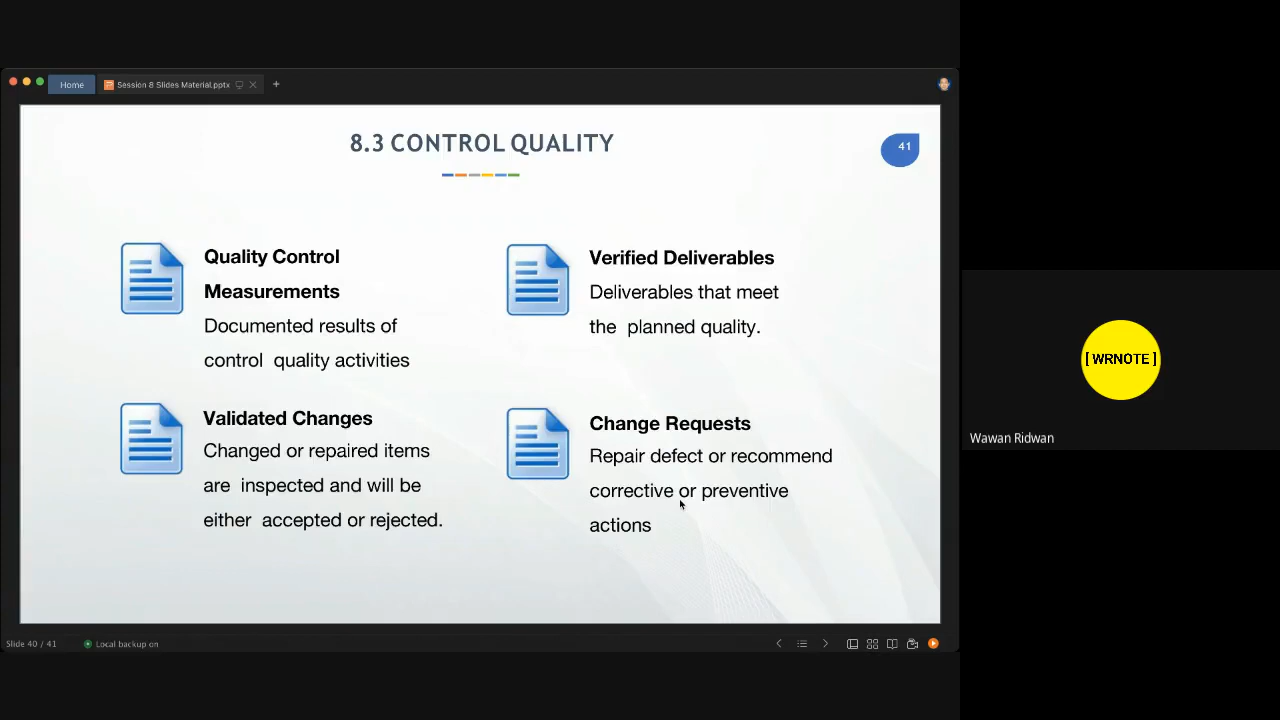 Home
Session 8 Slides Material.pptx
8.3 CONTROL QUALITY
41
Quality Control
Measurements
Documented results of
control quality activities
Verified Deliverables
Deliverables that meet
the planned quality.
Validated Changes
Changed or repaired items
are inspected and will be
either accepted or rejected.
Change Requests
Repair defect or recommend
corrective or preventive
actions
[ WRNOTE ]
Wawan Ridwan
Slide 40 / 41
Local backup on